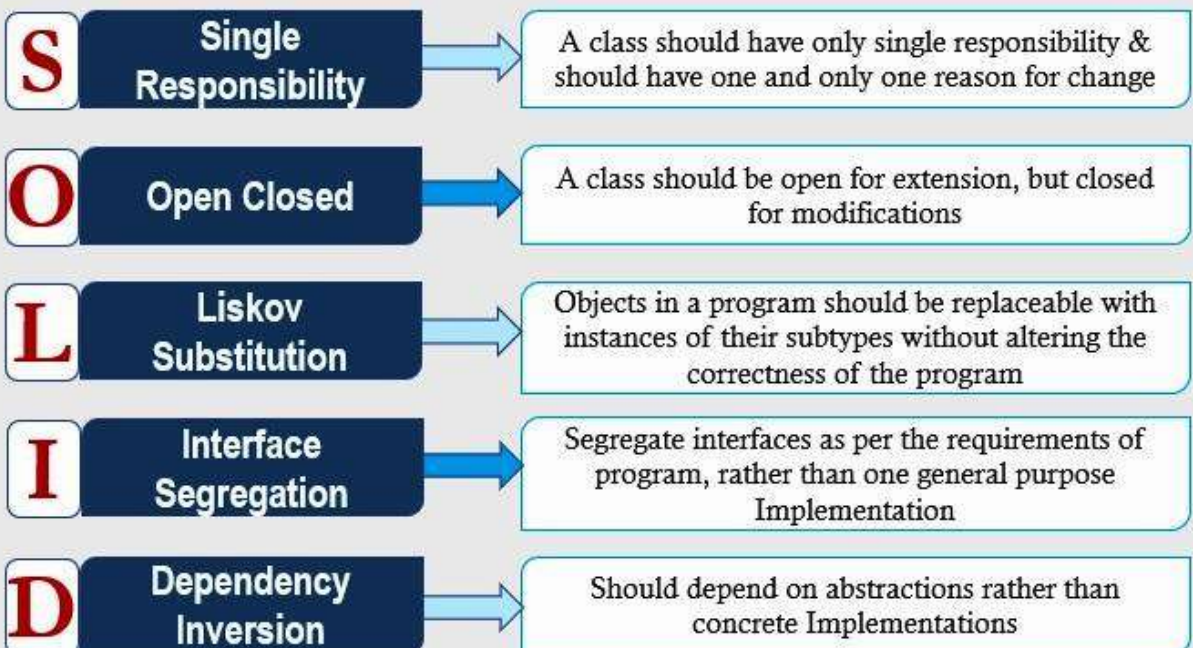 S
Single
Responsibility
A class should have only single responsibility &
should have one and only one reason for change
O
Open Closed
A class should be open for extension, but closed
for modifications
L
Liskov
Substitution
Objects in a program should be replaceable with
instances of their subtypes without altering the
correctness of the program
I
Interface
Segregation
Segregate interfaces as per the requirements of
program, rather than one general purpose
Implementation
D
Dependency
Inversion
Should depend on abstractions rather than
concrete Implementations